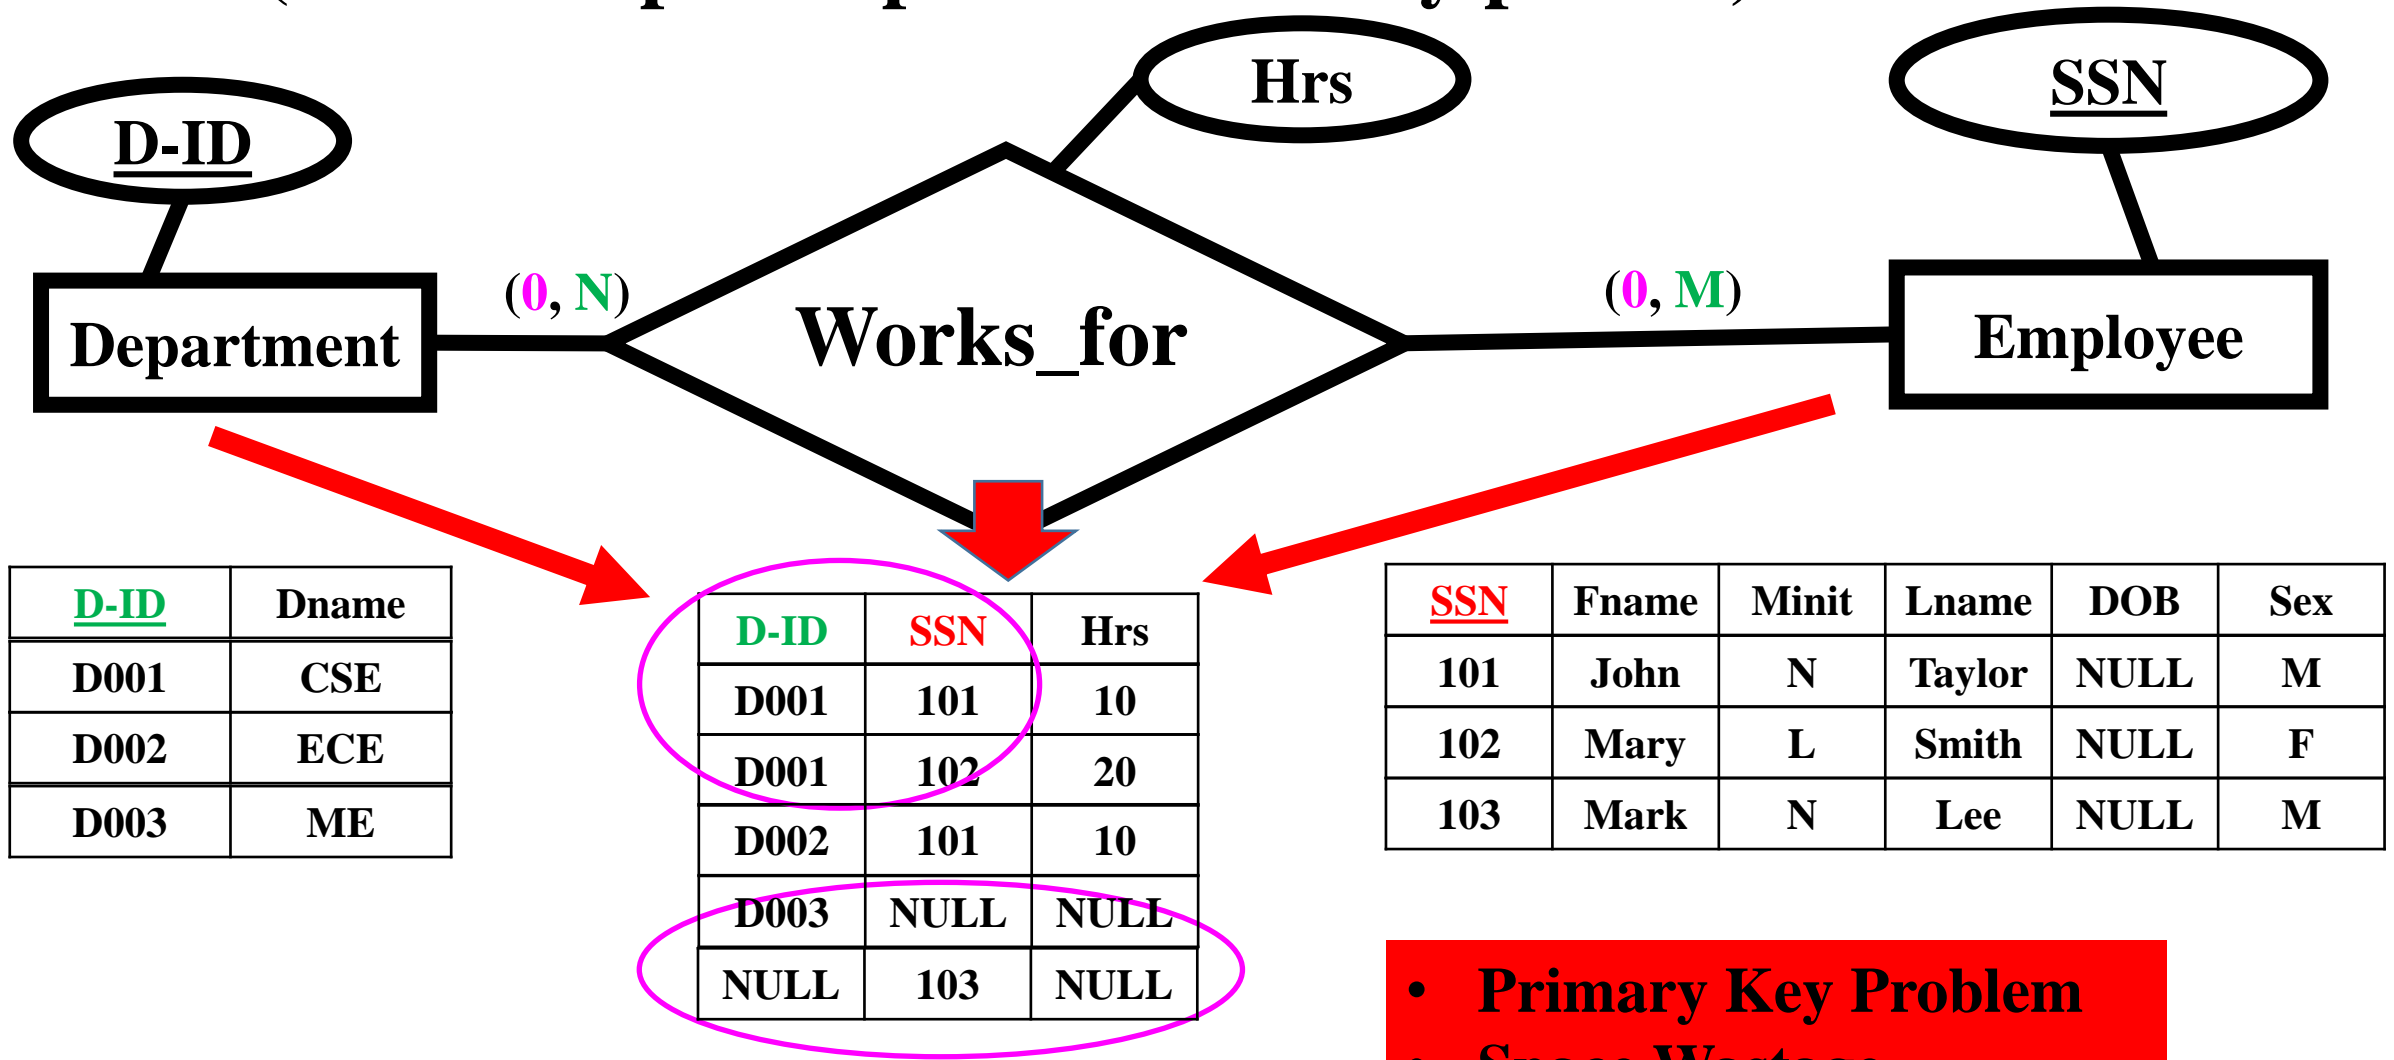 Hrs
SSN
D-ID
(0, N)
(0, M)
Department
Works_for
Employee
D-ID Dname
D001 CSE
D002 ECE
D003 ME
D-ID SSN Hrs
D001 101 10
D001 102 20
D002 101 10
D003 NULL NULL
NULL 103 NULL
SSN Fname Minit Lname DOB Sex
101 John N Taylor NULL M
102 Mary L Smith NULL F
103 Mark N Lee NULL M
• Primary Key Problem
• Space Wastage